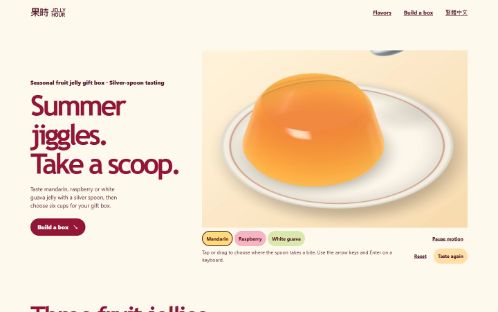 果時 JELLY HOUR
Flavors
Build a box
繁體中文
Seasonal fruit jelly gift box · Silver-spoon tasting
Summer
jiggles.
Take a scoop.
Taste mandarin, raspberry or white
guava jelly with a silver spoon, then
choose six cups for your gift box.
Build a box ↘
Mandarin
Raspberry
White guava
Pause motion
Tap or drag to choose where the spoon takes a bite. Use the arrow keys and Enter on a
keyboard.
Reset
Taste again
Three fruit jellies